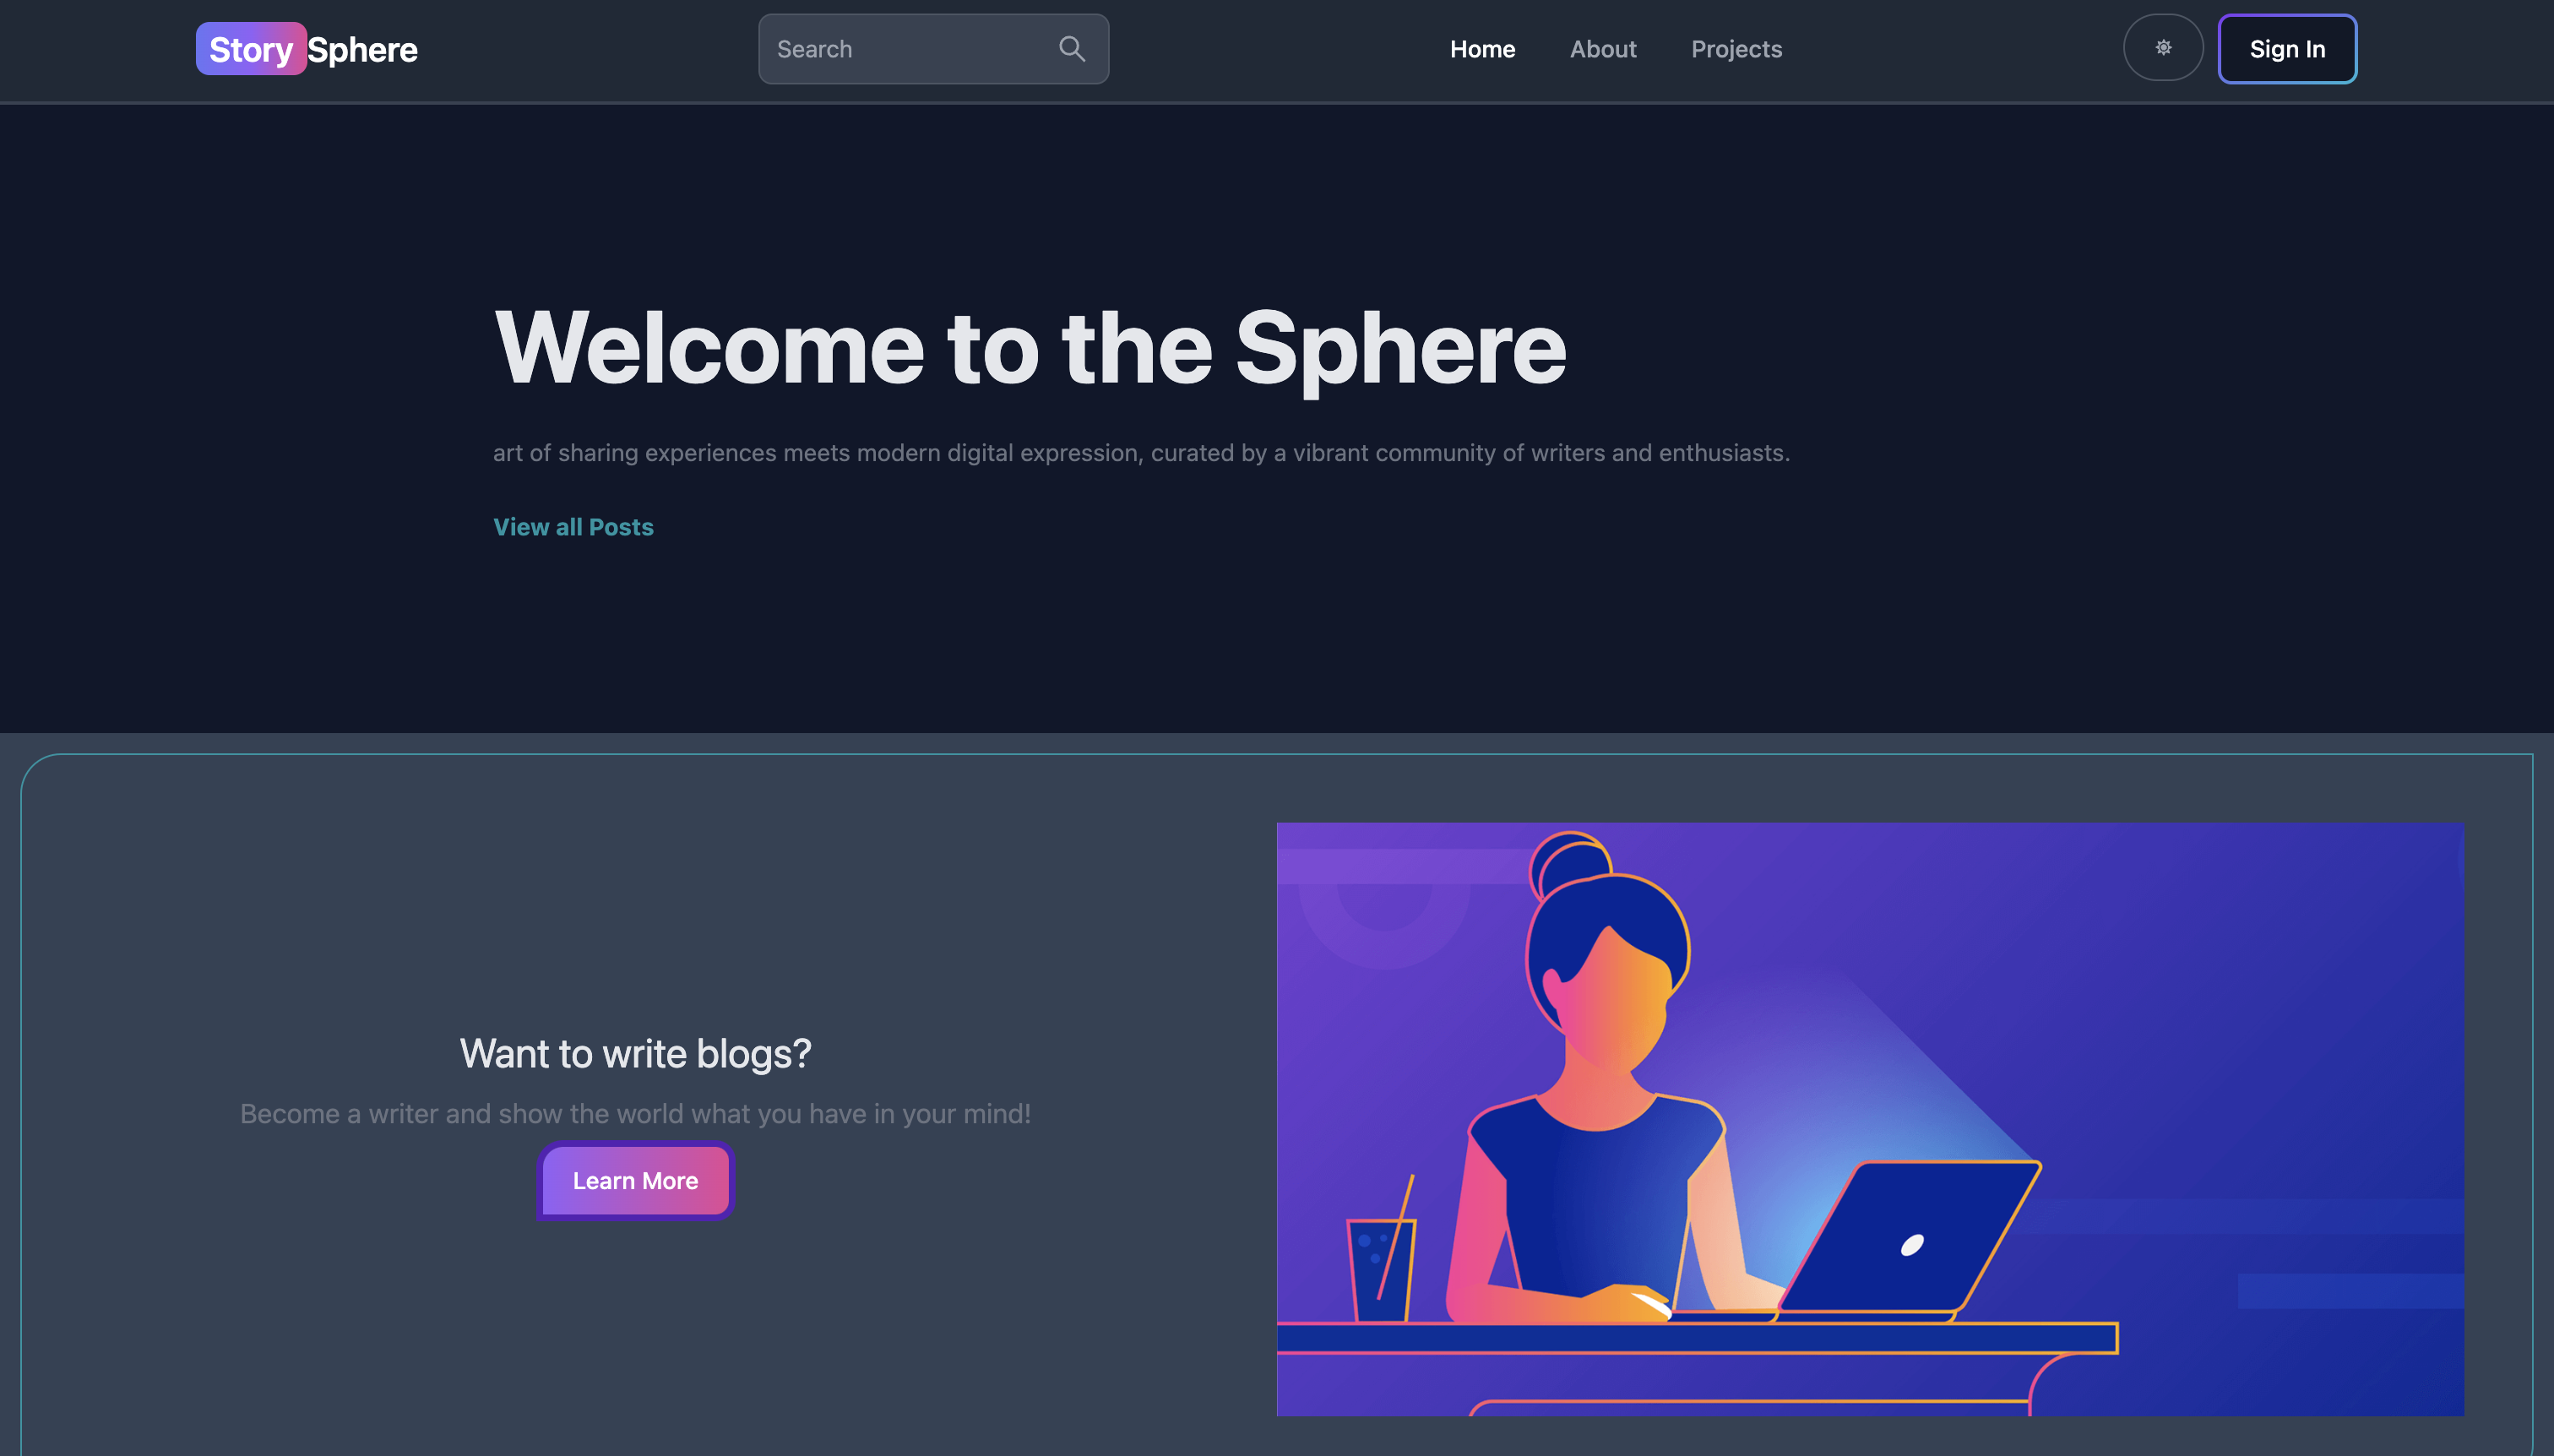 Story Sphere
Search
Home About Projects
Sign In
Welcome to the Sphere
art of sharing experiences meets modern digital expression, curated by a vibrant community of writers and enthusiasts.
View all Posts
Want to write blogs?
Become a writer and show the world what you have in your mind!
Learn More